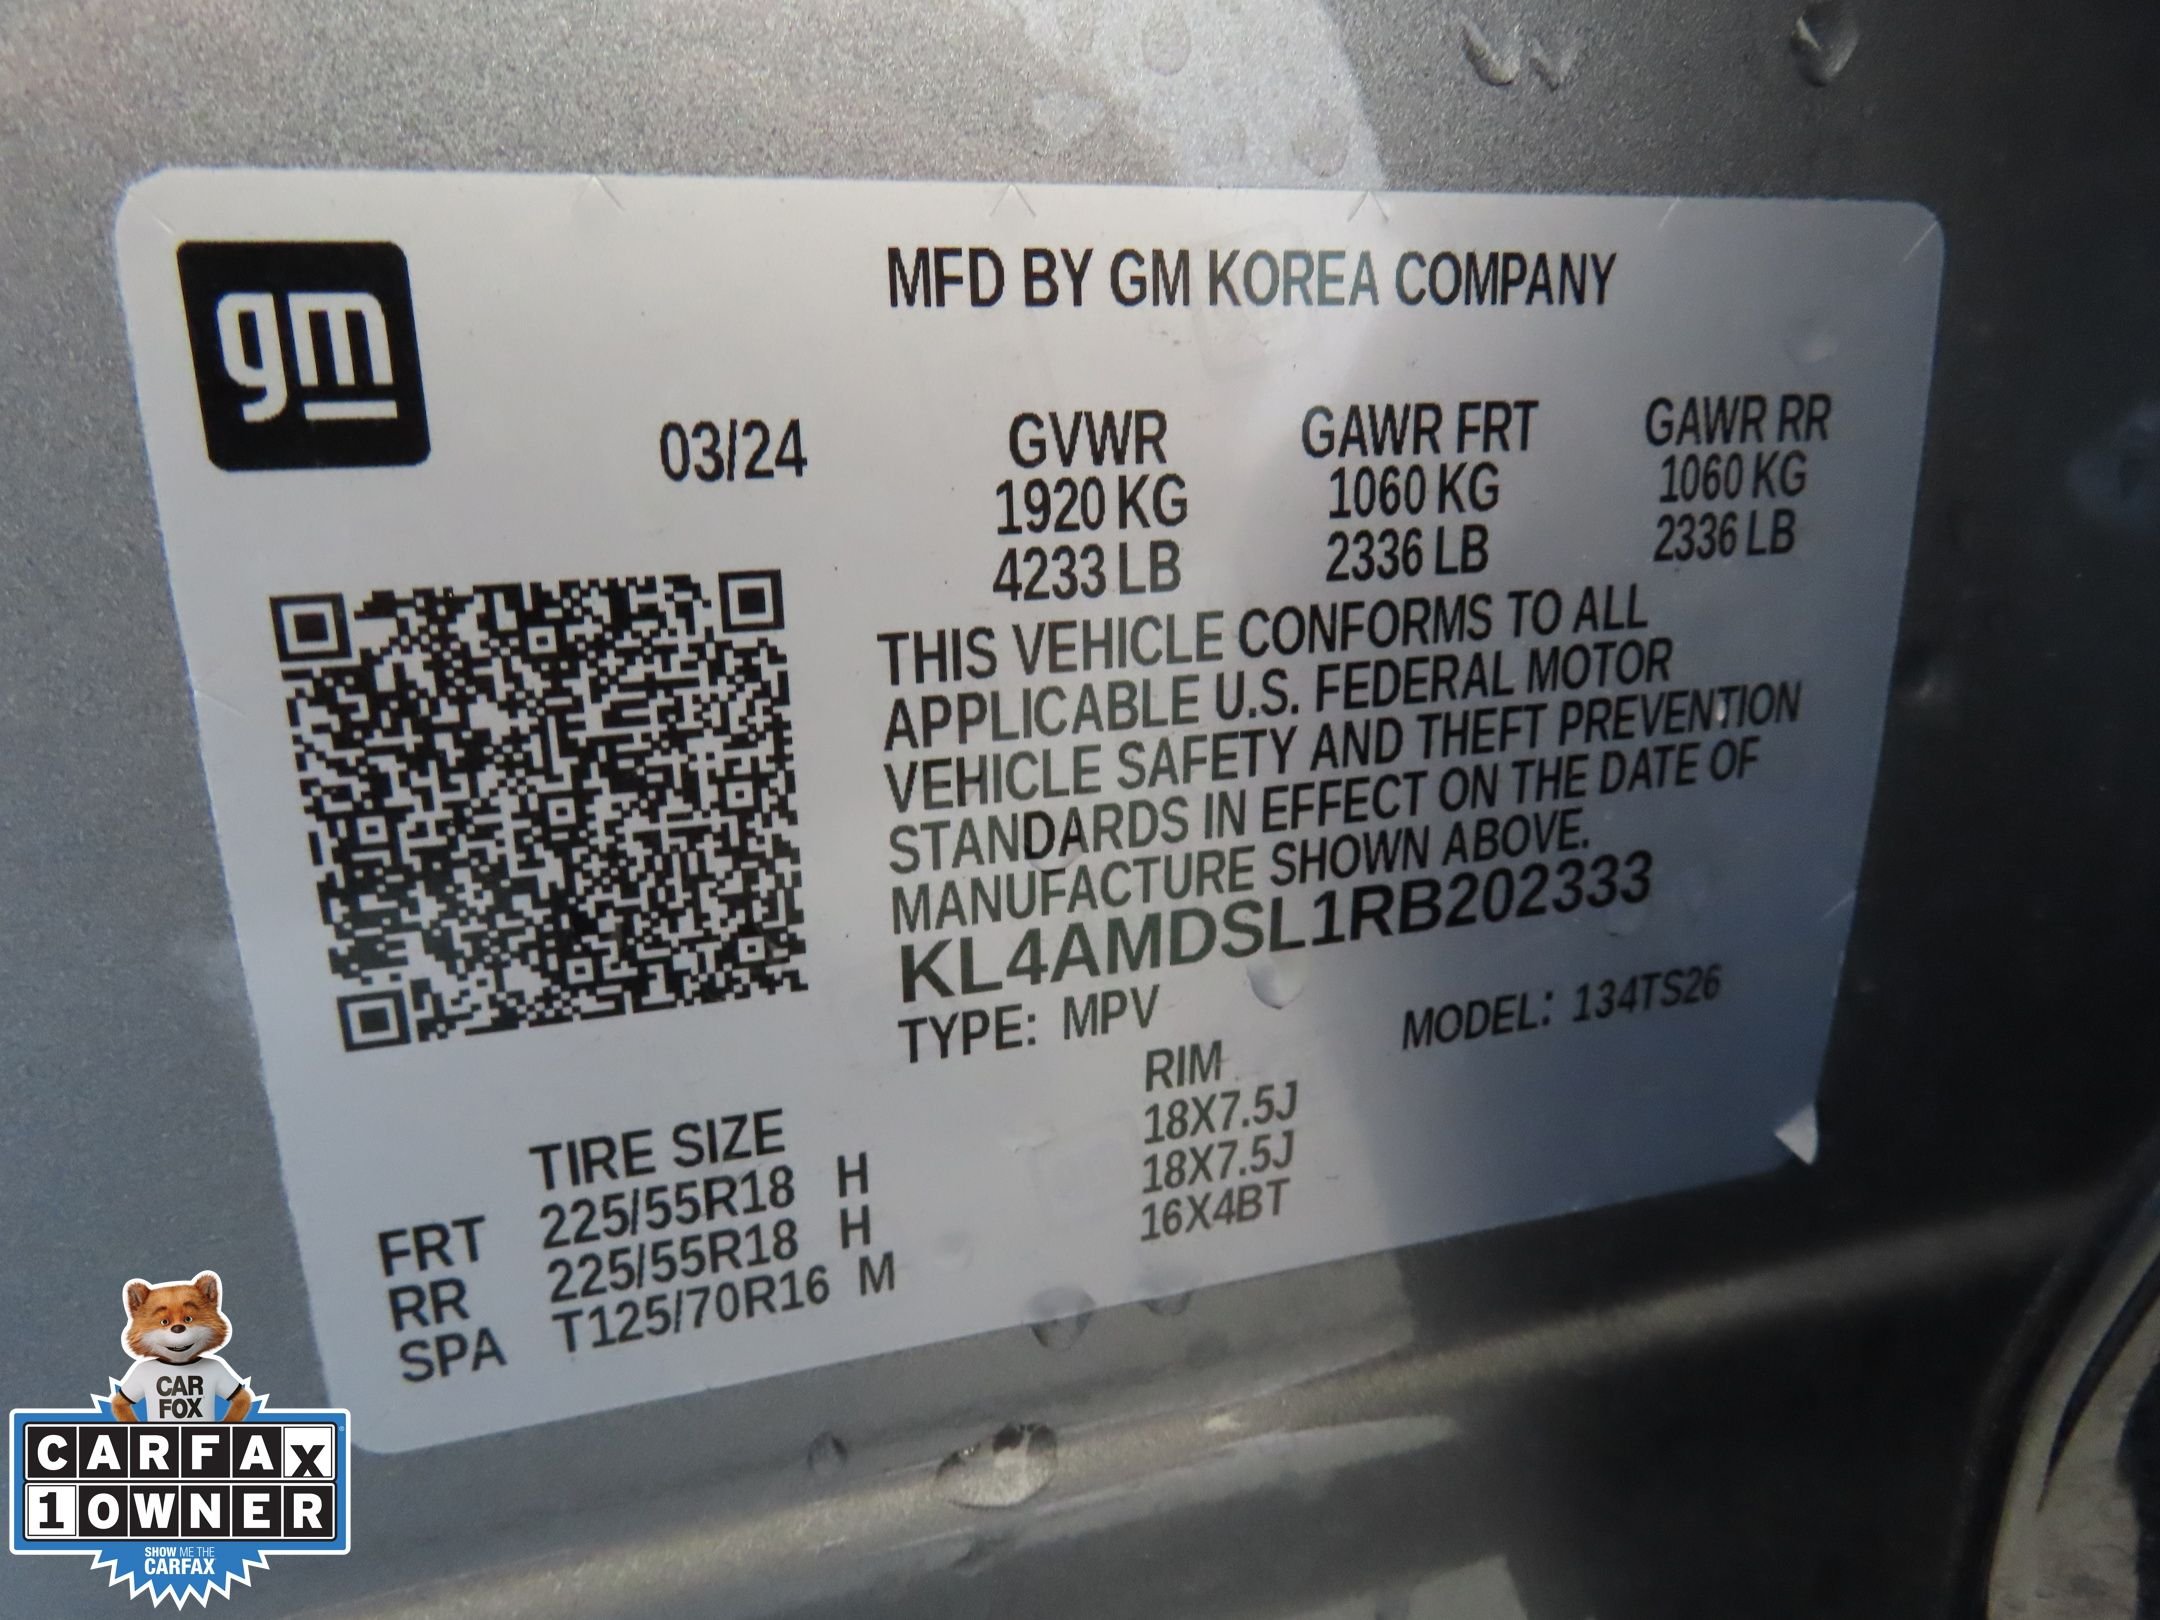 gm
MFD BY GM KOREA COMPANY
03/24
GVWR GAWR FRT GAWR RR
1920 KG 1060 KG 1060 KG
4233 LB 2336 LB 2336 LB
THIS VEHICLE CONFORMS TO ALL
APPLICABLE U.S. FEDERAL MOTOR
VEHICLE SAFETY AND THEFT PREVENTION
STANDARDS IN EFFECT ON THE DATE OF
MANUFACTURE SHOWN ABOVE.
KL4AMDSL1RB202333
TYPE: MPV MODEL: 134TS26
TIRE SIZE RIM
FRT 225/55R18 H 18X7.5J
RR 225/55R18 H 18X7.5J
SPA T125/70R16 M 16X4BT
CAR
FOX
CARFAX
1 OWNER
SHOW ME THE
CARFAX